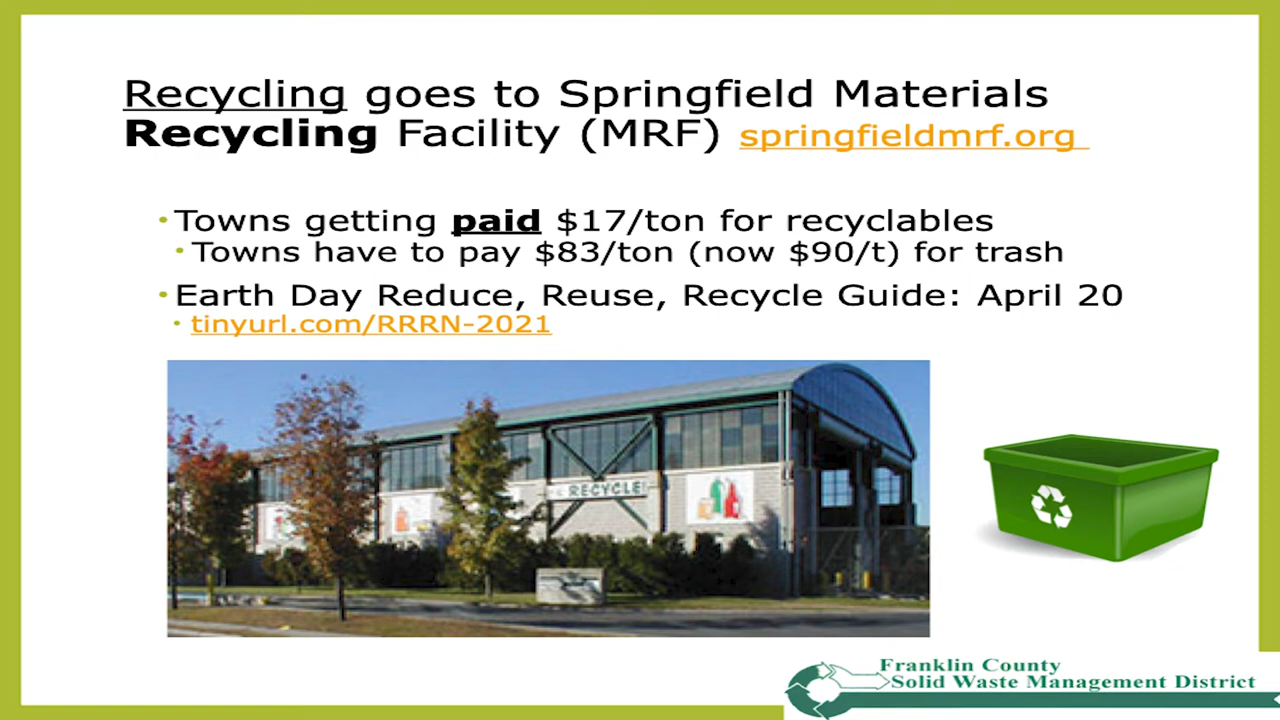 Recycling goes to Springfield Materials
Recycling Facility (MRF) springfieldmrf.org
•Towns getting paid $17/ton for recyclables
•Towns have to pay $83/ton (now $90/t) for trash
•Earth Day Reduce, Reuse, Recycle Guide: April 20
•tinyurl.com/RRRN-2021
RECYCLE!
Franklin County
Solid Waste Management District